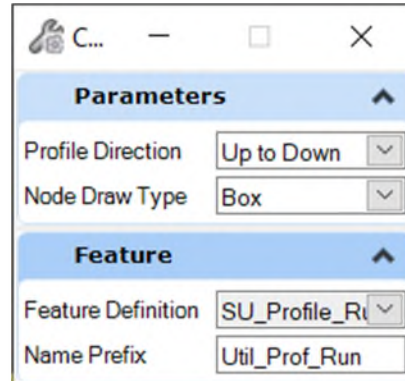 C...
Parameters
Profile Direction Up to Down
Node Draw Type Box
Feature
Feature Definition SU_Profile_Ru
Name Prefix Util_Prof_Run